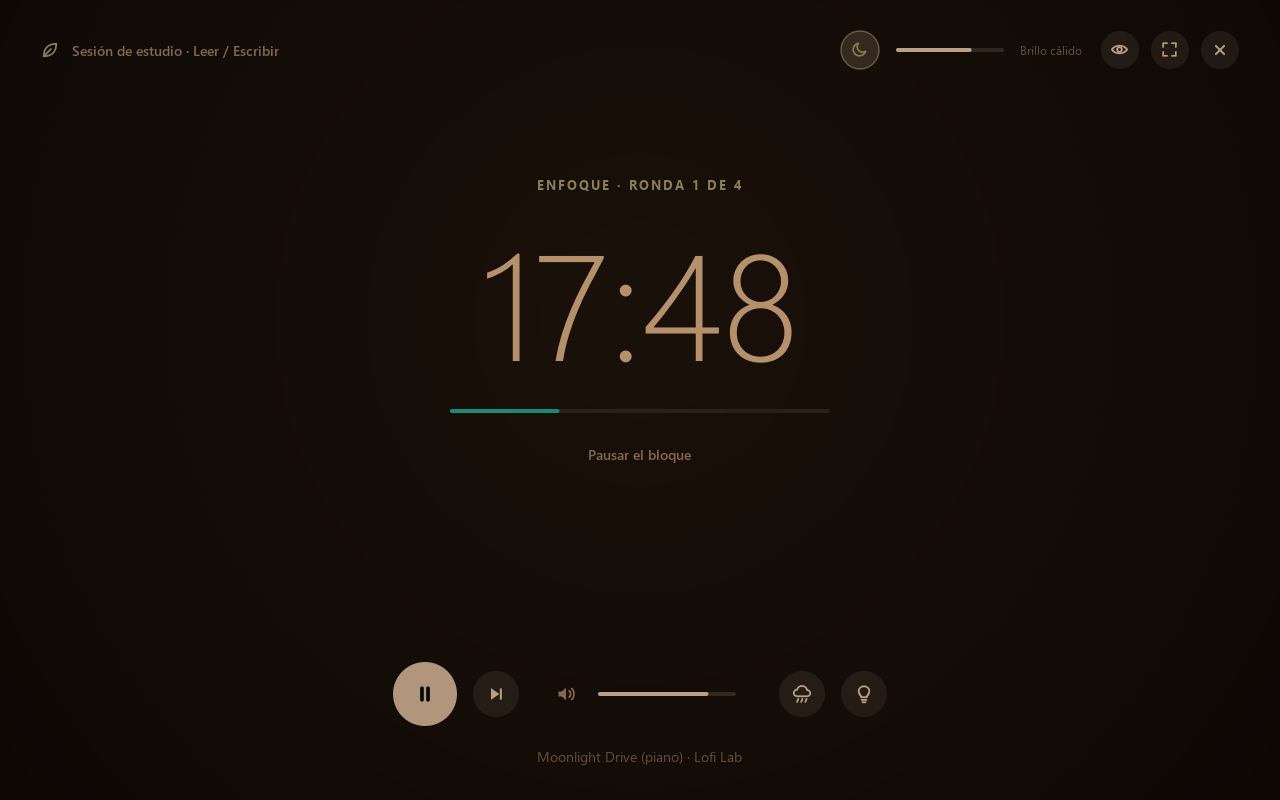 Sesión de estudio · Leer / Escribir
Brillo cálido
ENFOQUE · RONDA 1 DE 4
17:48
Pausar el bloque
Moonlight Drive (piano) · Lofi Lab